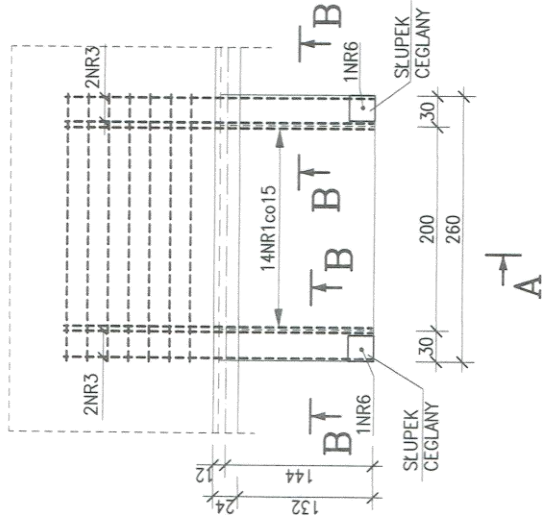 2NR3
2NR3
B
B
1NR6
SŁUPEK
CEGLANY
14NR1co15
B
B
1NR6
SŁUPEK
CEGLANY
12
144
24
132
30
200
30
260
A